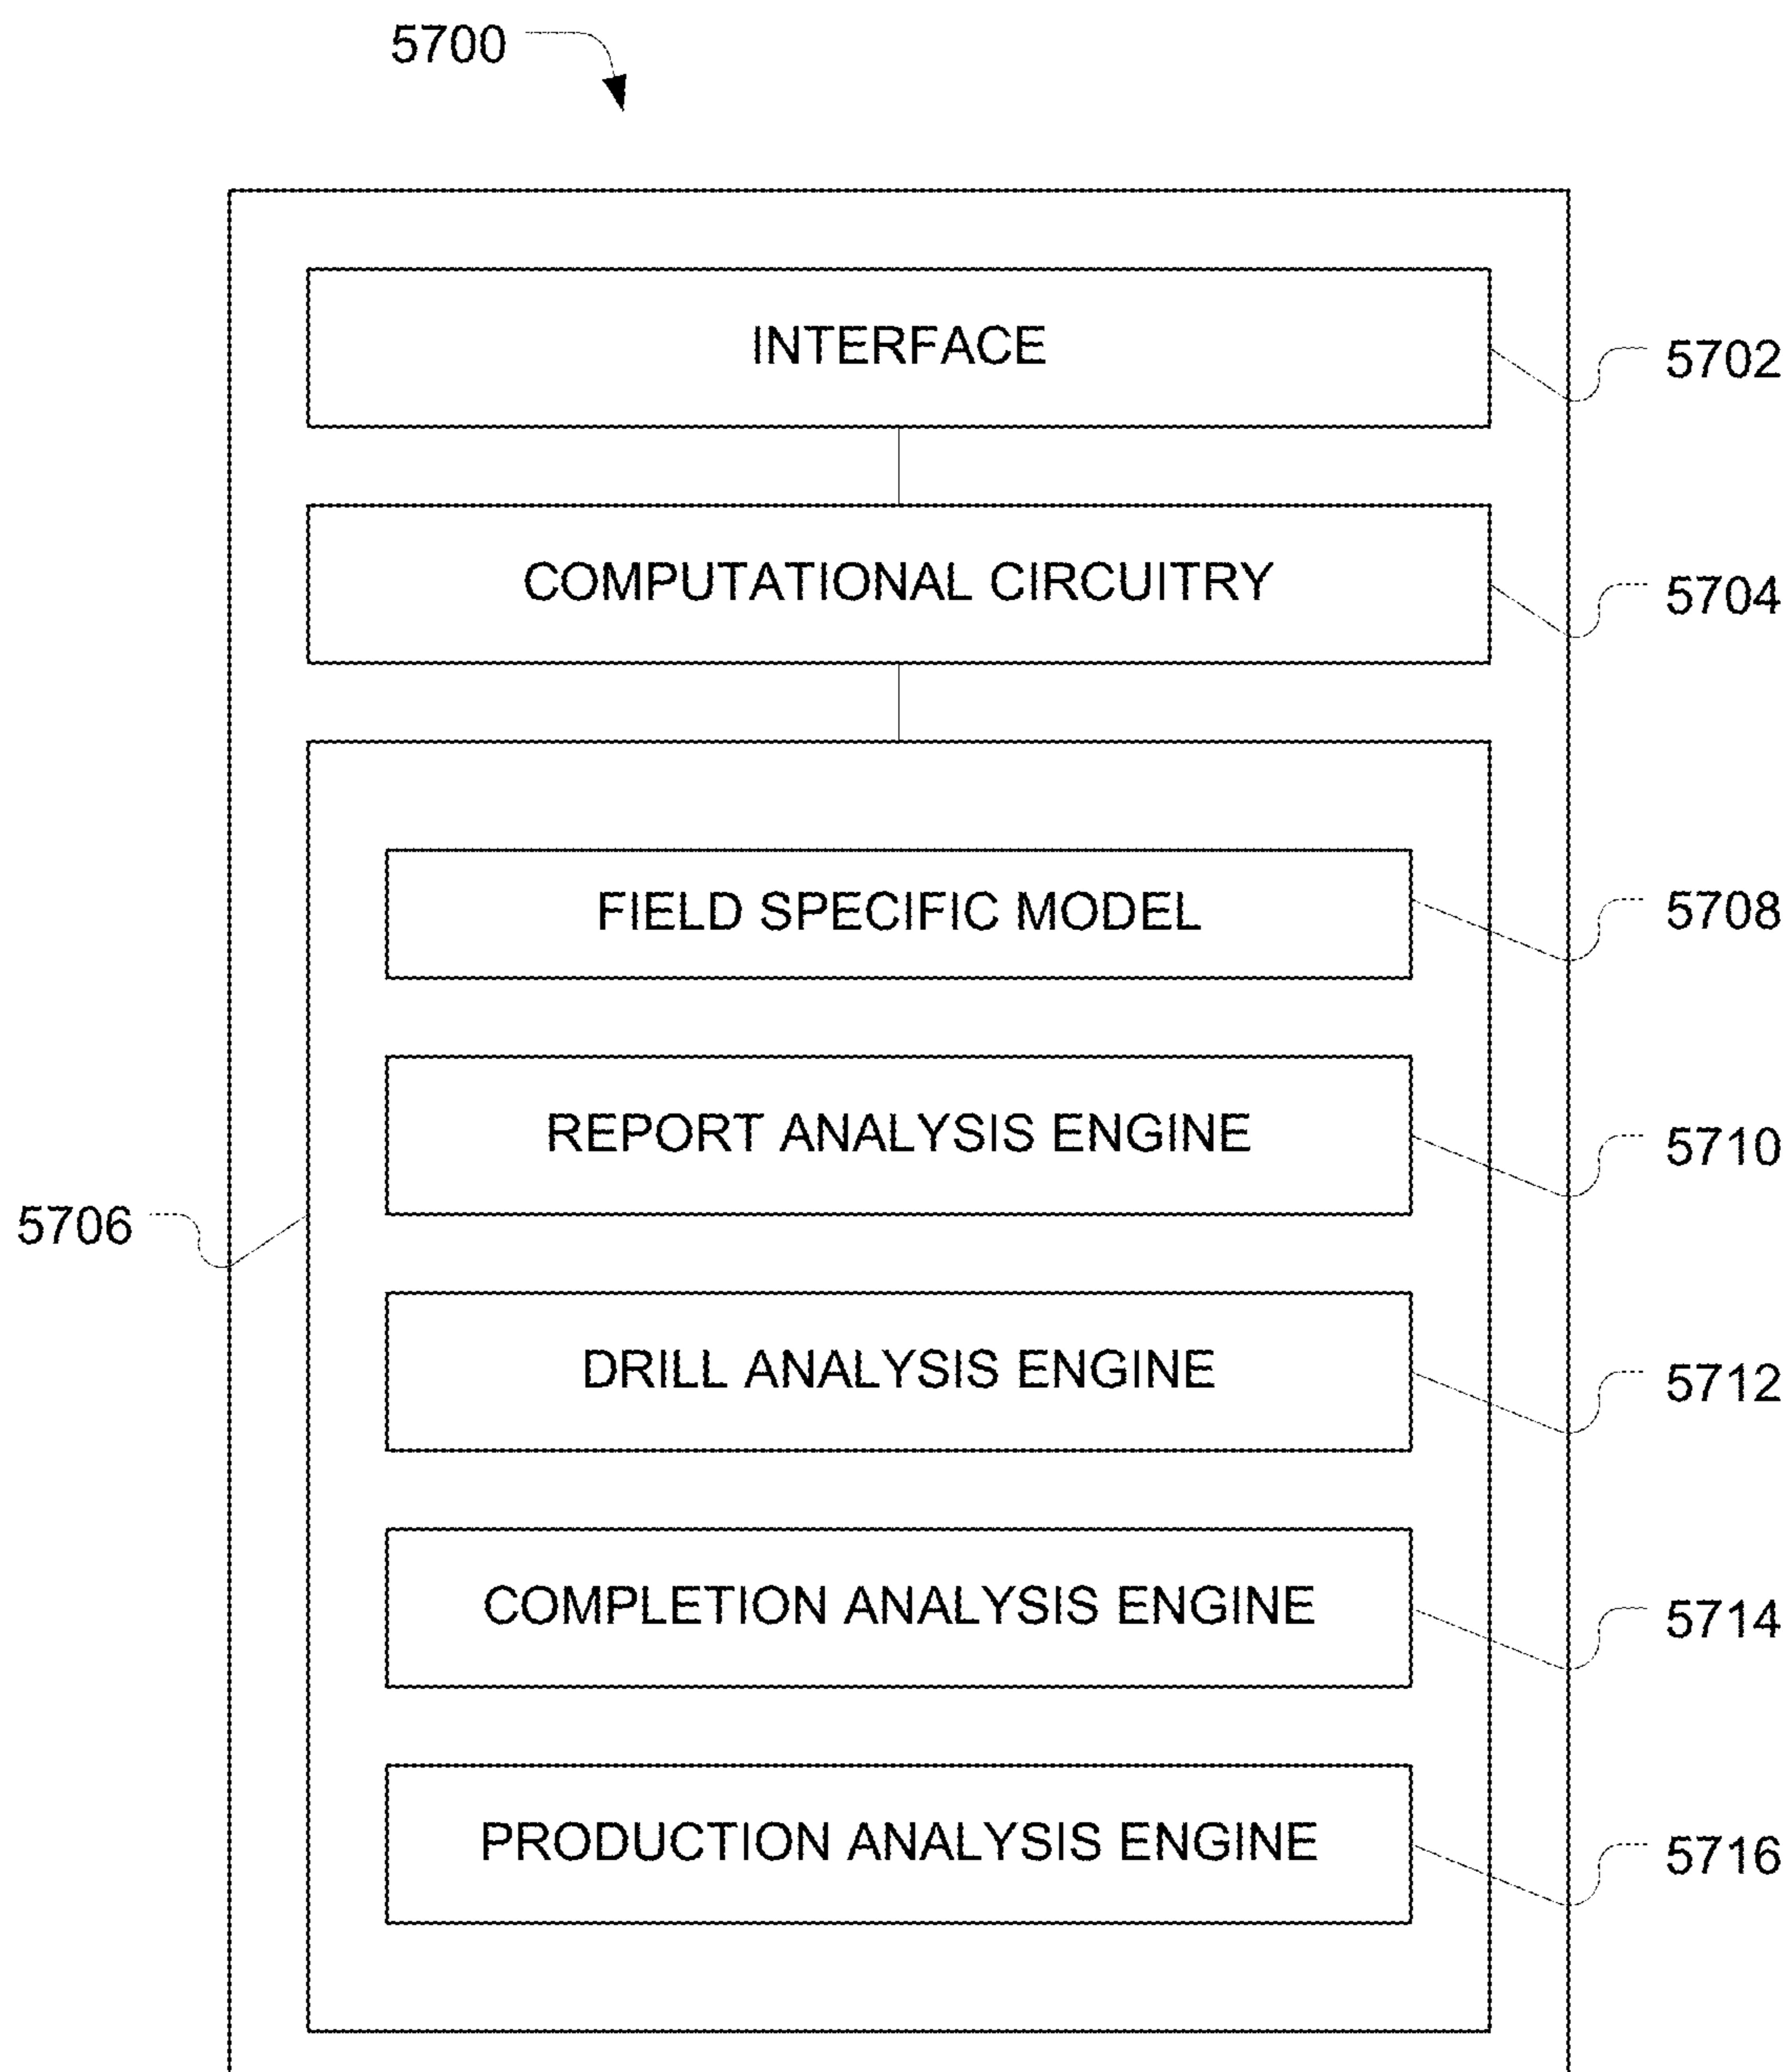 5700
INTERFACE
5702
COMPUTATIONAL CIRCUITRY
5704
FIELD SPECIFIC MODEL
5708
REPORT ANALYSIS ENGINE
5710
5706
DRILL ANALYSIS ENGINE
5712
COMPLETION ANALYSIS ENGINE
5714
PRODUCTION ANALYSIS ENGINE
5716